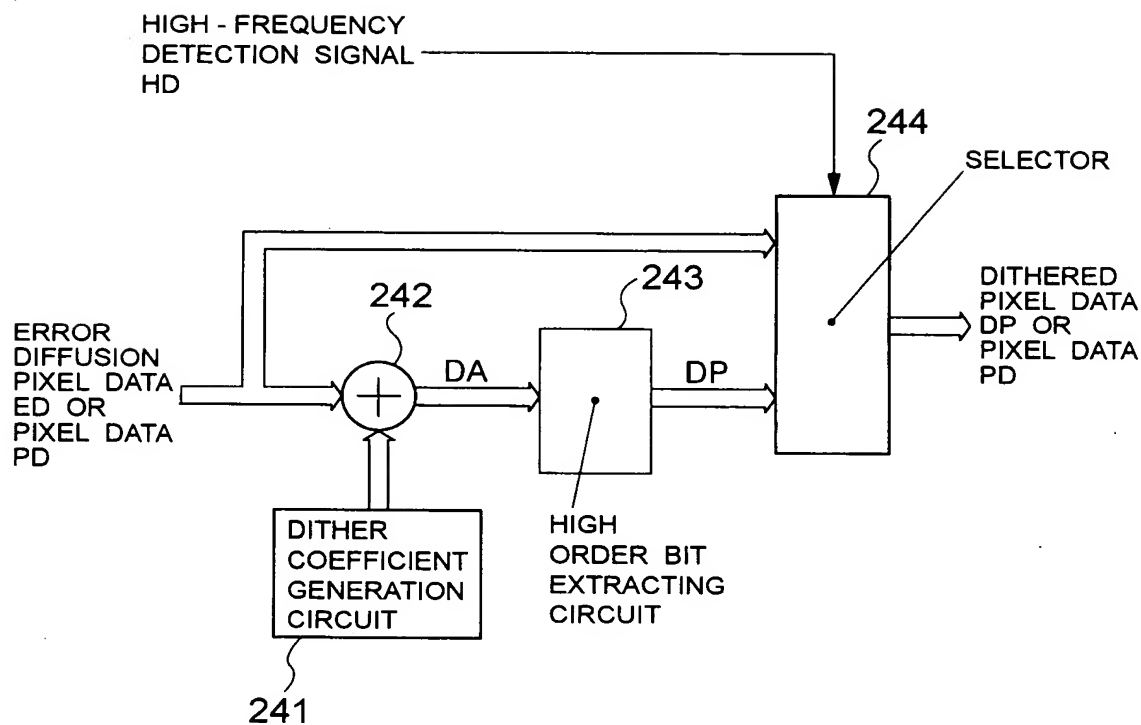 HIGH - FREQUENCY
DETECTION SIGNAL
HD
244
SELECTOR
243
242
DITHERED
PIXEL DATA
DP OR
PIXEL DATA
PD
ERROR
DIFFUSION
PIXEL DATA
ED OR
PIXEL DATA
PD
DA
DP
DITHER
COEFFICIENT
GENERATION
CIRCUIT
HIGH
ORDER BIT
EXTRACTING
CIRCUIT
241